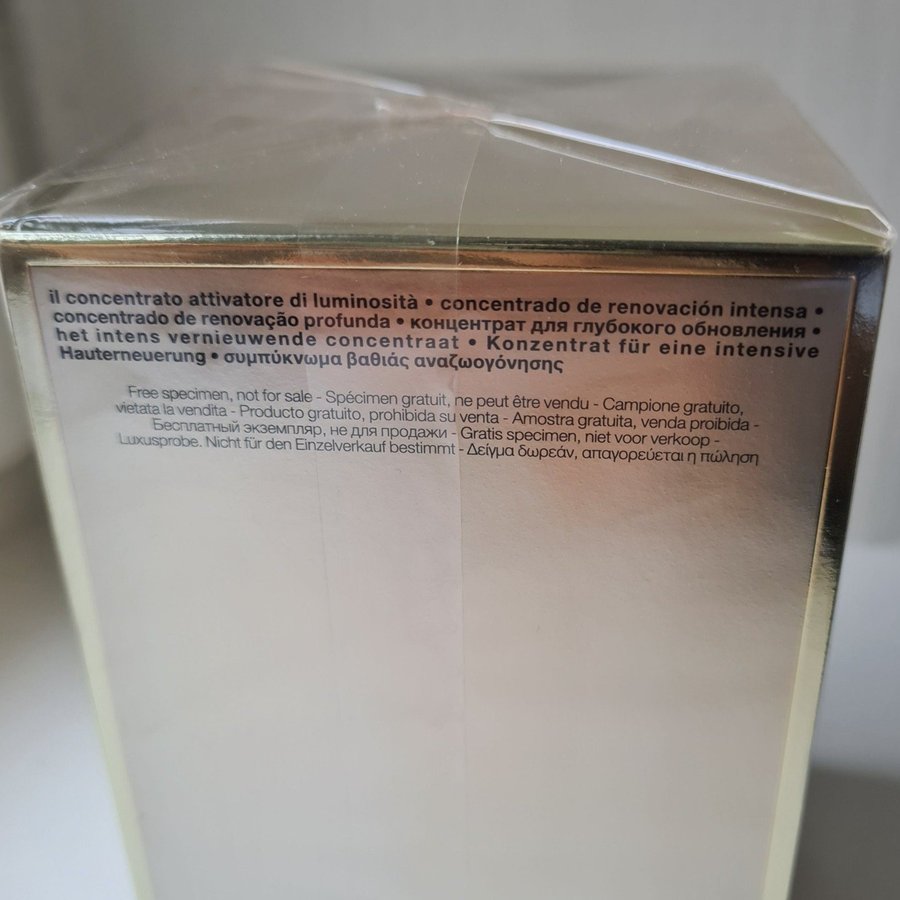 il concentrato attivatore di luminosità • concentrado de renovación intensa •
concentrado de renovação profunda • концентрат для глубокого обновления •
het intens vernieuwende concentraat • Konzentrat für eine intensive
Hauterneuerung • συμπύκνωμα βαθιάς αναζωογόνησης
Free specimen, not for sale - Spécimen gratuit, ne peut être vendu - Campione gratuito,
vietata la vendita - Producto gratuito, prohibida su venta - Amostra gratuita, venda proibida -
Бесплатный экземпляр, не для продажи - Gratis specimen, niet voor verkoop -
Luxusprobe. Nicht für den Einzelverkauf bestimmt - Δείγμα δωρεάν, απαγορεύεται η πώληση